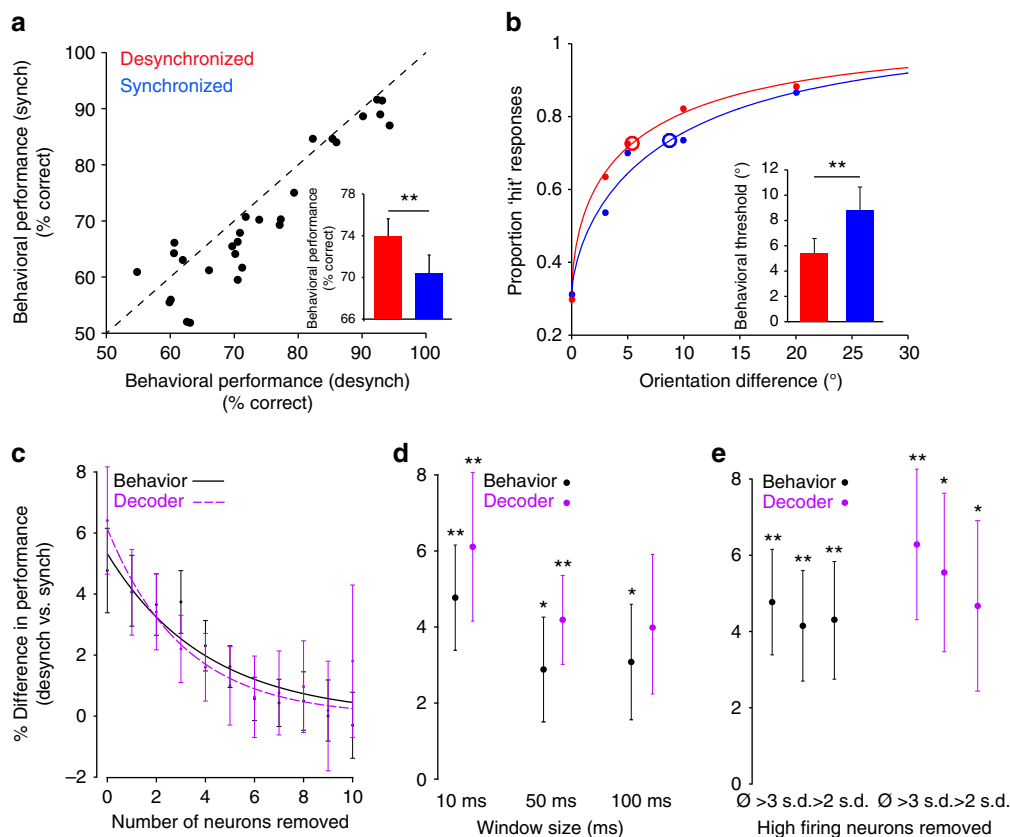 a
100
90
80
70
60
50
50 60 70 80 90 100
Behavioral performance (synch)
(% correct)
Behavioral performance (desynch)
(% correct)
Desynchronized
Synchronized
Behavioral performance
(% correct)
78
74
70
66
**
b
1
0.8
0.6
0.4
0.2
0 5 10 15 20 25 30
Proportion ‘hit’ responses
Orientation difference (°)
Behavioral threshold (°)
12
10
8
6
4
2
0
**
c
8
6
4
2
0
–2
0 2 4 6 8 10
% Difference in performance
(desynch vs. synch)
Number of neurons removed
Behavior
Decoder
d
8
6
4
2
0
Behavior
Decoder
**
**
*
**
*
10 ms 50 ms 100 ms
Window size (ms)
e
8
6
4
2
0
Behavior
Decoder
**
**
**
**
*
*
Ø >3 s.d.>2 s.d. Ø >3 s.d.>2 s.d.
High firing neurons removed